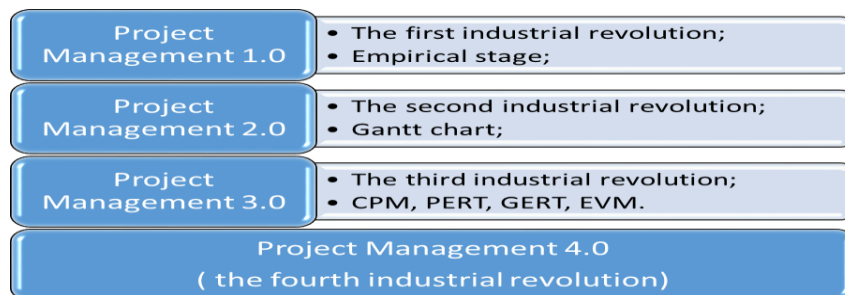 Project
Management 1.0
• The first industrial revolution;
• Empirical stage;
Project
Management 2.0
• The second industrial revolution;
• Gantt chart;
Project
Management 3.0
• The third industrial revolution;
• CPM, PERT, GERT, EVM.
Project Management 4.0
( the fourth industrial revolution)